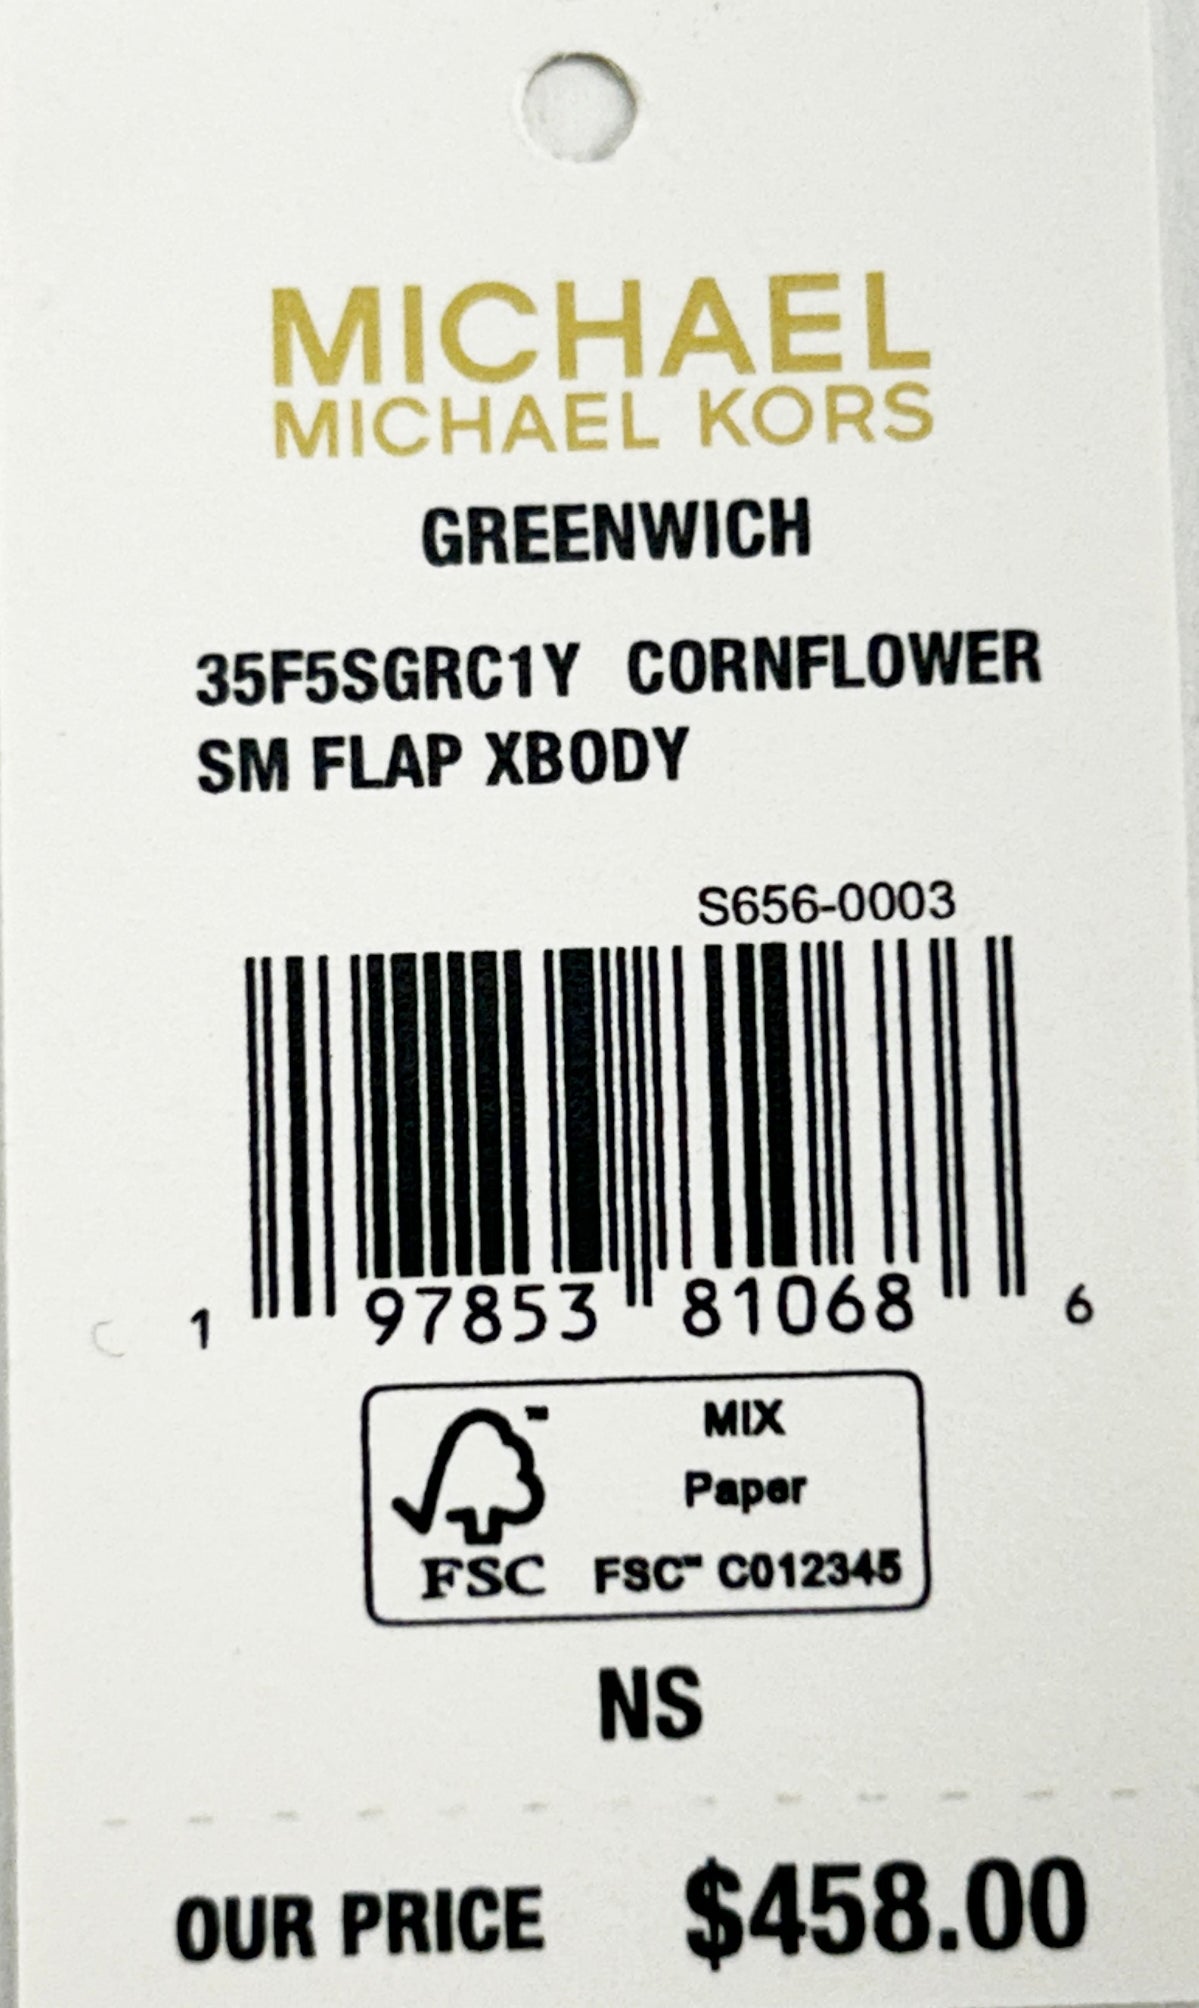 MICHAEL
MICHAEL KORS
GREENWICH
35F5SGRC1Y CORNFLOWER
SM FLAP XBODY
S656-0003
1 97853 81068 6
MIX
Paper
FSC FSC™ C012345
NS
OUR PRICE $458.00